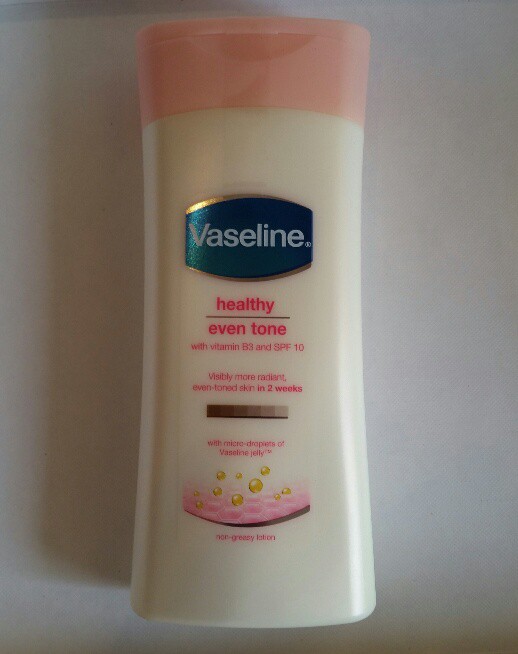 Vaseline®
healthy
even tone
with vitamin B3 and SPF 10
Visibly more radiant,
even-toned skin in 2 weeks
with micro-droplets of
Vaseline jelly™
non-greasy lotion